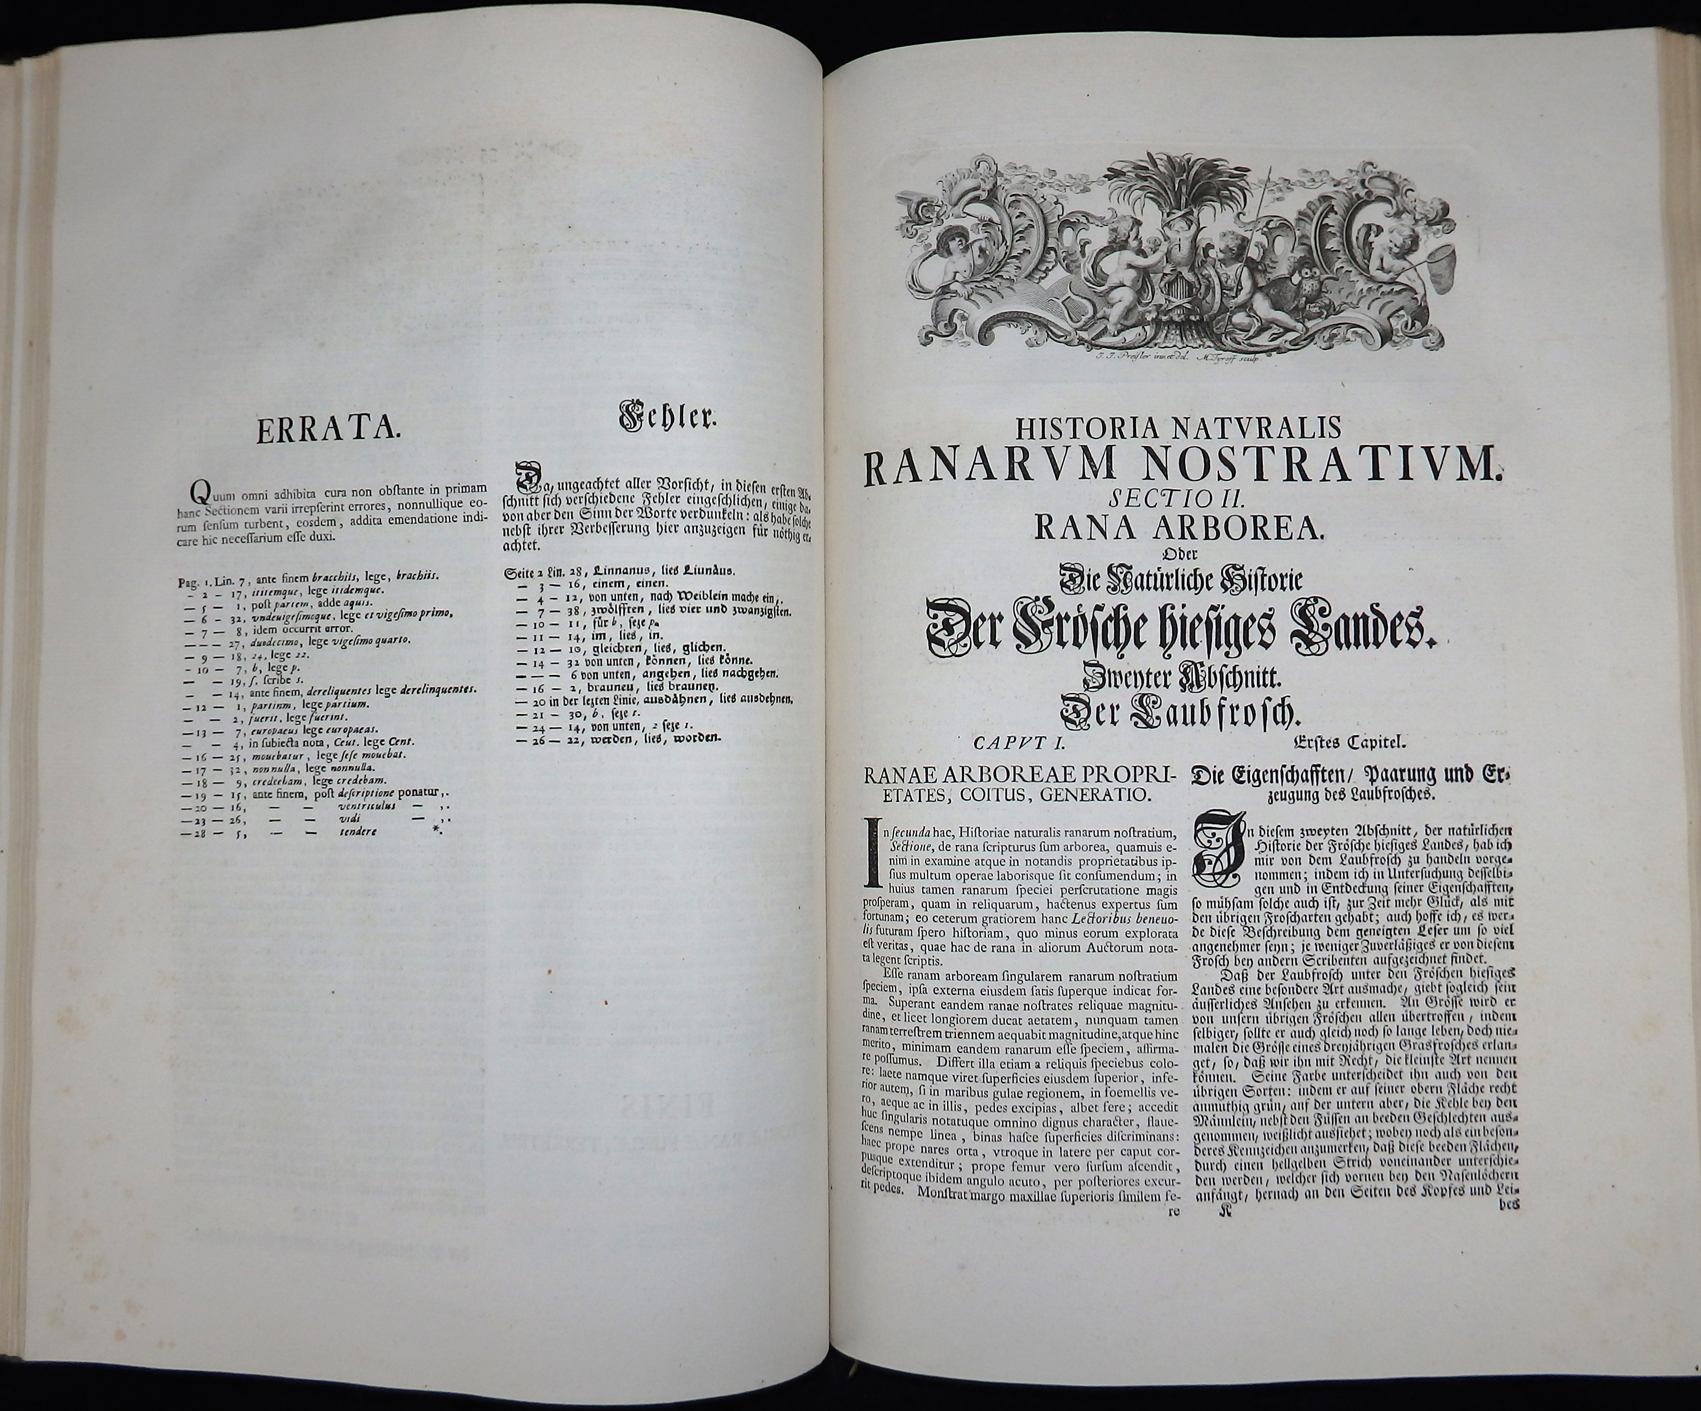 ERRATA.
Quum omni adhibita cura non obstante in primam
hanc Sectionem varii irrepserint errores, nonnullique eo-
rum sensum turbent, eosdem, addita emendatione indi-
care hic necessarium esse duxi.
Pag. 1. Lin. 7, ante finem bracchiis, lege, brachiis.
- 2 - 17, ititemque, lege itidemque.
- 5 - 1, post partem, adde aquis.
- 6 - 32, vndeuigesimoque, lege et vigesimo primo.
- 7 - 8, idem occurrit error.
- - - 27, duodecimo, lege vigesimo quarto.
- 9 - 18, 24, lege 22.
- 10 - 7, b, lege p.
- - 19, f. scribe s.
- - 14, ante finem, dereliquentes lege derelinquentes.
- 12 - 1, partinm, lege partium.
- - 2, fuerit, lege fuerint.
- 13 - 7, europaeus lege europaeas.
- - 4, in subiecta nota, Ceut. lege Cent.
- 16 - 25, mouebatur, lege sese mouebat.
- 17 - 32, nonnulla, lege nonnulla.
- 18 - 9, credeebam, lege credebam.
- 19 - 15, ante finem, post descriptione ponatur,.
- 20 - 16, - - ventriculus - ,.
- 23 - 26, - - vidi - ,.
- 28 - 5, - - tendere *.
Fehler.
Da, ungeachtet aller Vorsicht, in diesen ersten Ab-
schnitt sich verschiedene Fehler eingeschlichen, einige da-
von aber den Sinn der Worte verdunkeln: als habe solche
nebst ihrer Verbesserung hier anzuzeigen für nöthig er-
achtet.
Seite 2 Lin. 28, Linnanus, lies Linnäus.
- 3 - 16, einem, einen.
- 4 - 12, von unten, nach Weiblein mache ein,.
- 7 - 38, zwölfften, lies vier und zwanzigsten.
- 10 - 11, für b, seze p.
- 11 - 14, im, lies, in.
- 12 - 10, gleichten, lies, glichen.
- 14 - 32 von unten, können, lies könne.
- - - 6 von unten, angehen, lies nachgehen.
- 16 - 2, brauneu, lies braunen.
- 20 in der lezten Linie, ausdähnen, lies ausdehnen.
- 21 - 30, b, seze r.
- 24 - 14, von unten, 2 seze 1.
- 26 - 22, werden, lies, worden.
J. J. Preisler inv. et del. M. Tyroff sculp.
HISTORIA NATVRALIS
RANARVM NOSTRATIVM.
SECTIO II.
RANA ARBOREA.
Oder
Die Natürliche Historie
Der Frösche hiesiges Landes.
Zweyter Abschnitt.
Der Laubfrosch.
CAPVT I.
RANAE ARBOREAE PROPRI-
ETATES, COITUS, GENERATIO.
In secunda hac, Historiae naturalis ranarum nostratium,
Sectione, de rana scripturus sum arborea, quamuis e-
nim in examine atque in notandis proprietatibus ip-
sius multum operae laborisque sit consumendum; in
huius tamen ranarum speciei perscrutatione magis
prosperam, quam in reliquarum, hactenus expertus sum
fortunam; eo ceterum gratiorem hanc Lectoribus beneuo-
lis futuram spero historiam, quo minus eorum explorata
est veritas, quae hac de rana in aliorum Auctorum nota-
ta legent scriptis.
Esse ranam arboream singularem ranarum nostratium
speciem, ipsa externa eiusdem satis superque indicat for-
ma. Superant eandem ranae nostrates reliquae magnitu-
dine, et licet longiorem ducat aetatem, nunquam tamen
ranam terrestrem triennem aequabit magnitudine, atque hinc
merito, minimam eandem ranarum esse speciem, affirma-
re possumus. Differt illa etiam a reliquis speciebus colo-
re: laete namque viret superficies eiusdem superior, infe-
rior autem, si in maribus gulae regionem, in foemellis ve-
ro, aeque ac in illis, pedes excipias, albet fere; accedit
huc singularis notatuque omnino dignus character, flaue-
scens nempe linea, binas hasce superficies discriminans:
haec prope nares orta, vtroque in latere per caput cor-
pusque extenditur; prope femur vero sursum ascendit,
descriptoque ibidem angulo acuto, per posteriores excur-
rit pedes. Monstrat margo maxillae superioris similem fe-
re
Erstes Capitel.
Die Eigenschafften/ Paarung und Er-
zeugung des Laubfrosches.
In diesem zweyten Abschnitt, der natürlichen
Historie der Frösche hiesiges Landes, hab ich
mir von dem Laubfrosch zu handeln vorge-
nommen; indem ich in Untersuchung desselbi-
gen und in Entdeckung seiner Eigenschafften,
so mühsam solche auch ist, zur Zeit mehr Glück, als mit
den übrigen Froscharten gehabt; auch hoffe ich, es wer-
de diese Beschreibung dem geneigten Leser um so viel
angenehmer seyn; je weniger Zuverläßiges er von diesem
Frosch bey andern Scribenten aufgezeichnet findet.
Daß der Laubfrosch unter den Fröschen hiesiges
Landes eine besondere Art ausmache, giebt sogleich sein
äusserliches Ansehen zu erkennen. An Grösse wird er
von unsern übrigen Fröschen allen übertroffen, indem
selbiger, sollte er auch gleich noch so lange leben, doch nie-
malen die Grösse eines dreyjährigen Grasfrosches erlan-
get, so, daß wir ihn mit Recht, die kleinste Art nennen
können. Seine Farbe unterscheidet ihn auch von den
übrigen Sorten: indem er auf seiner obern Fläche recht
anmuthig grün, auf der untern aber, die Kehle bey den
Männlein, nebst den Füssen an beeden Geschlechten aus-
genommen, weißlicht aussiehet; wobey noch als ein beson-
deres Kennzeichen anzumerken, daß diese beeden Flächen,
durch einen hellgelben Strich voneinander unterschie-
den werden, welcher sich vornen bey den Nasenlöchern
anfängt, hernach an den Seiten des Kopfes und Lei-
K
bes